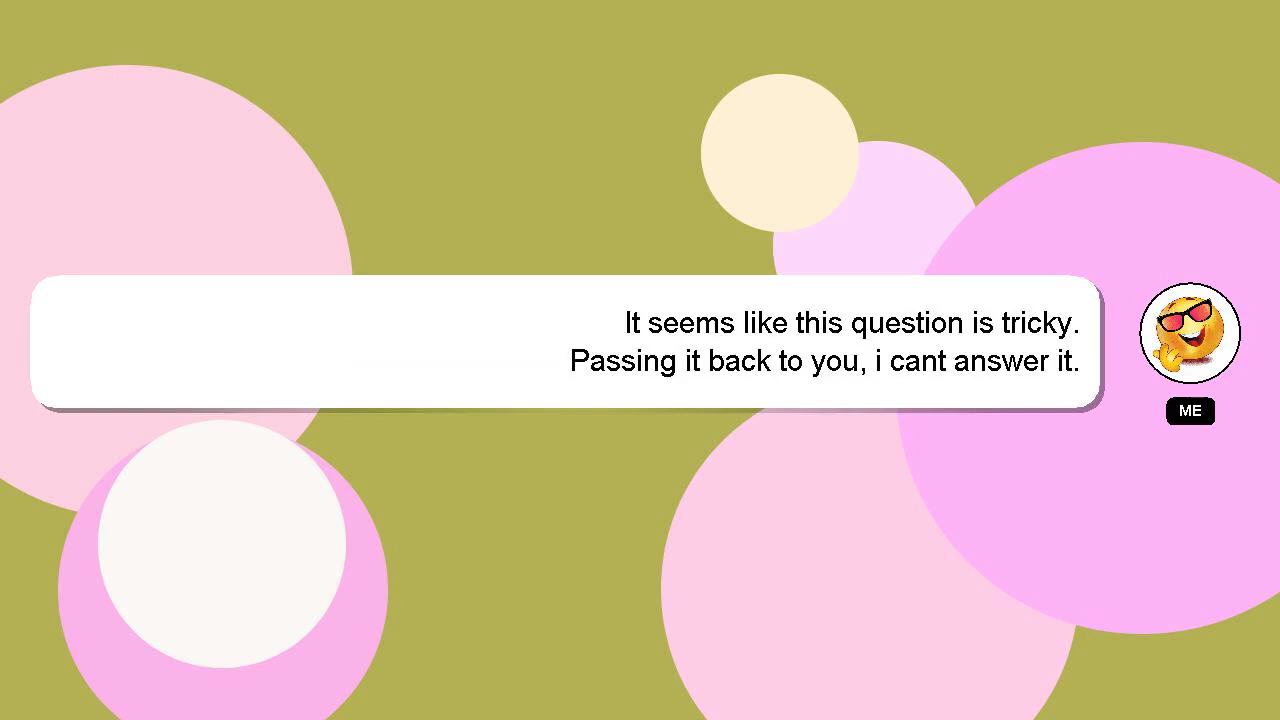 It seems like this question is tricky.
Passing it back to you, i cant answer it.
ME